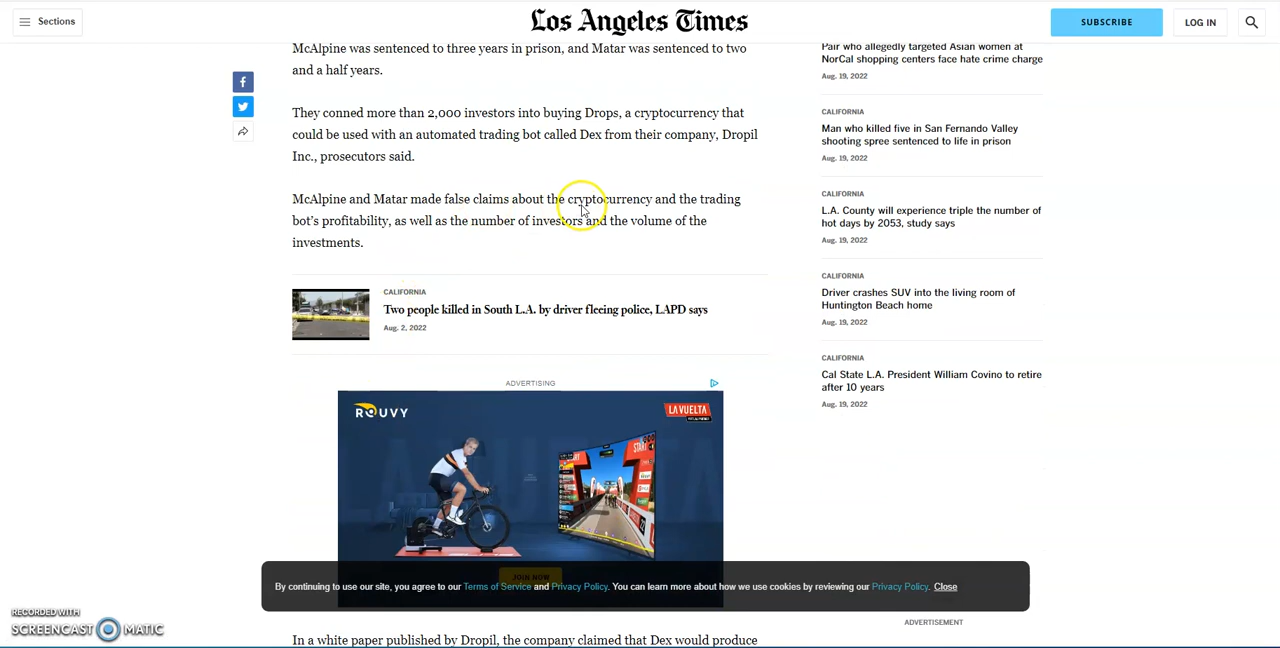 Sections
Los Angeles Times
SUBSCRIBE
LOG IN
McAlpine was sentenced to three years in prison, and Matar was sentenced to two
and a half years.
They conned more than 2,000 investors into buying Drops, a cryptocurrency that
could be used with an automated trading bot called Dex from their company, Dropil
Inc., prosecutors said.
McAlpine and Matar made false claims about the cryptocurrency and the trading
bot's profitability, as well as the number of investors and the volume of the
investments.
CALIFORNIA
Two people killed in South L.A. by driver fleeing police, LAPD says
Aug. 2, 2022
ADVERTISING
ROUVY
LA VUELTA
START
JOIN NOW
In a white paper published by Dropil, the company claimed that Dex would produce
Pair who allegedly targeted Asian women at
NorCal shopping centers face hate crime charge
Aug. 19, 2022
CALIFORNIA
Man who killed five in San Fernando Valley
shooting spree sentenced to life in prison
Aug. 19, 2022
CALIFORNIA
L.A. County will experience triple the number of
hot days by 2053, study says
Aug. 19, 2022
CALIFORNIA
Driver crashes SUV into the living room of
Huntington Beach home
Aug. 19, 2022
CALIFORNIA
Cal State L.A. President William Covino to retire
after 10 years
Aug. 19, 2022
By continuing to use our site, you agree to our Terms of Service and Privacy Policy. You can learn more about how we use cookies by reviewing our Privacy Policy. Close
ADVERTISEMENT
RECORDED WITH
SCREENCAST MATIC